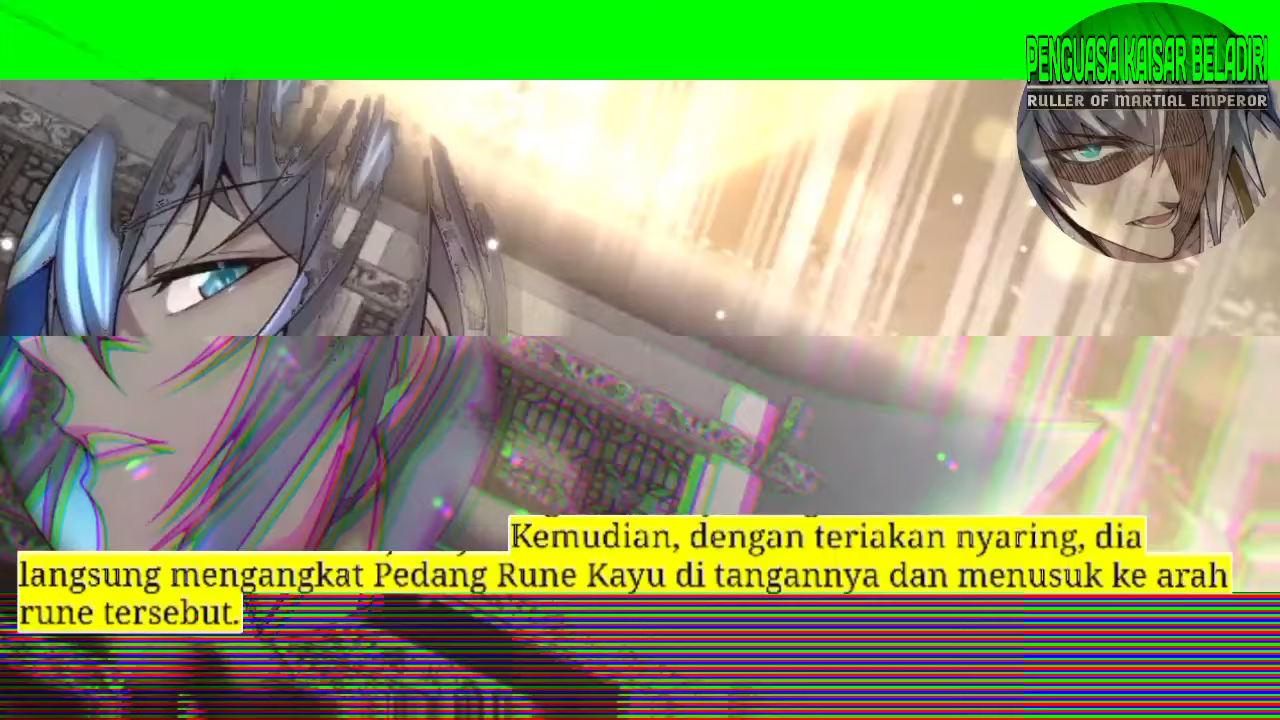 PENGUASA KAISAR BELADIRI
RULLER OF MARTIAL EMPEROR
Kemudian, dengan teriakan nyaring, dia
langsung mengangkat Pedang Rune Kayu di tangannya dan menusuk ke arah
rune tersebut.